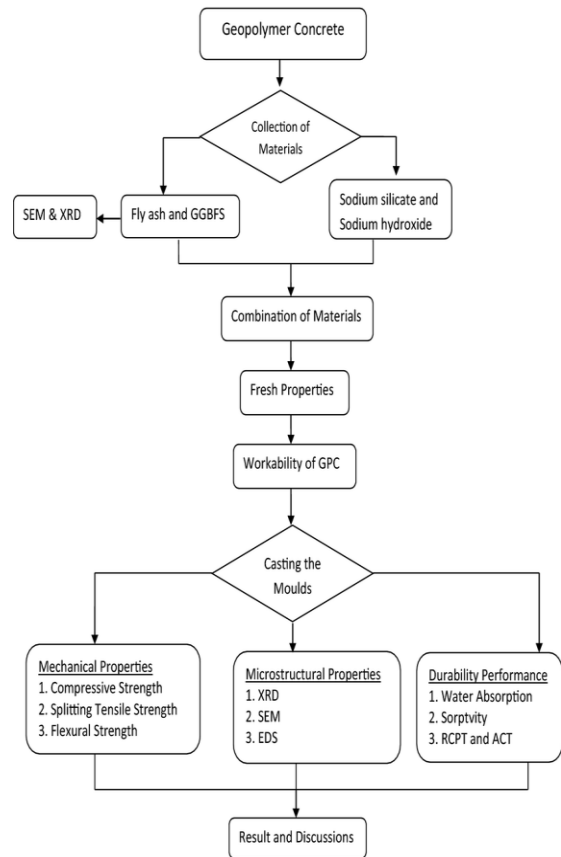 Geopolymer Concrete
Collection of
Materials
SEM & XRD
Fly ash and GGBFS
Sodium silicate and
Sodium hydroxide
Combination of Materials
Fresh Properties
Workability of GPC
Casting the
Moulds
Mechanical Properties
1. Compressive Strength
2. Splitting Tensile Strength
3. Flexural Strength
Microstructural Properties
1. XRD
2. SEM
3. EDS
Durability Performance
1. Water Absorption
2. Sorptvity
3. RCPT and ACT
Result and Discussions